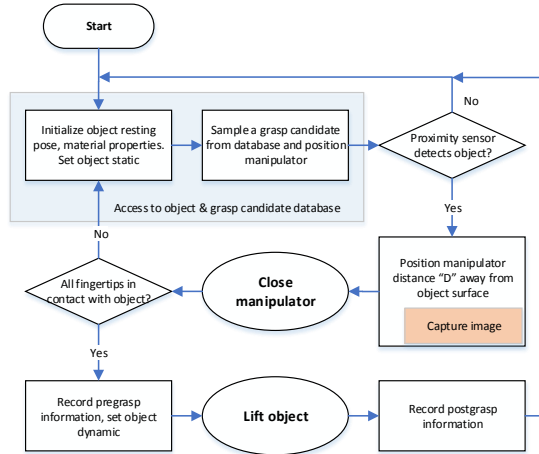 Start
No
Initialize object resting
pose, material properties.
Set object static
Sample a grasp candidate
from database and position
manipulator
Proximity sensor
detects object?
Access to object & grasp candidate database
No
Yes
All fingertips in
contact with object?
Close
manipulator
Position manipulator
distance "D" away from
object surface
Capture image
Yes
Record pregrasp
information, set object
dynamic
Lift object
Record postgrasp
information